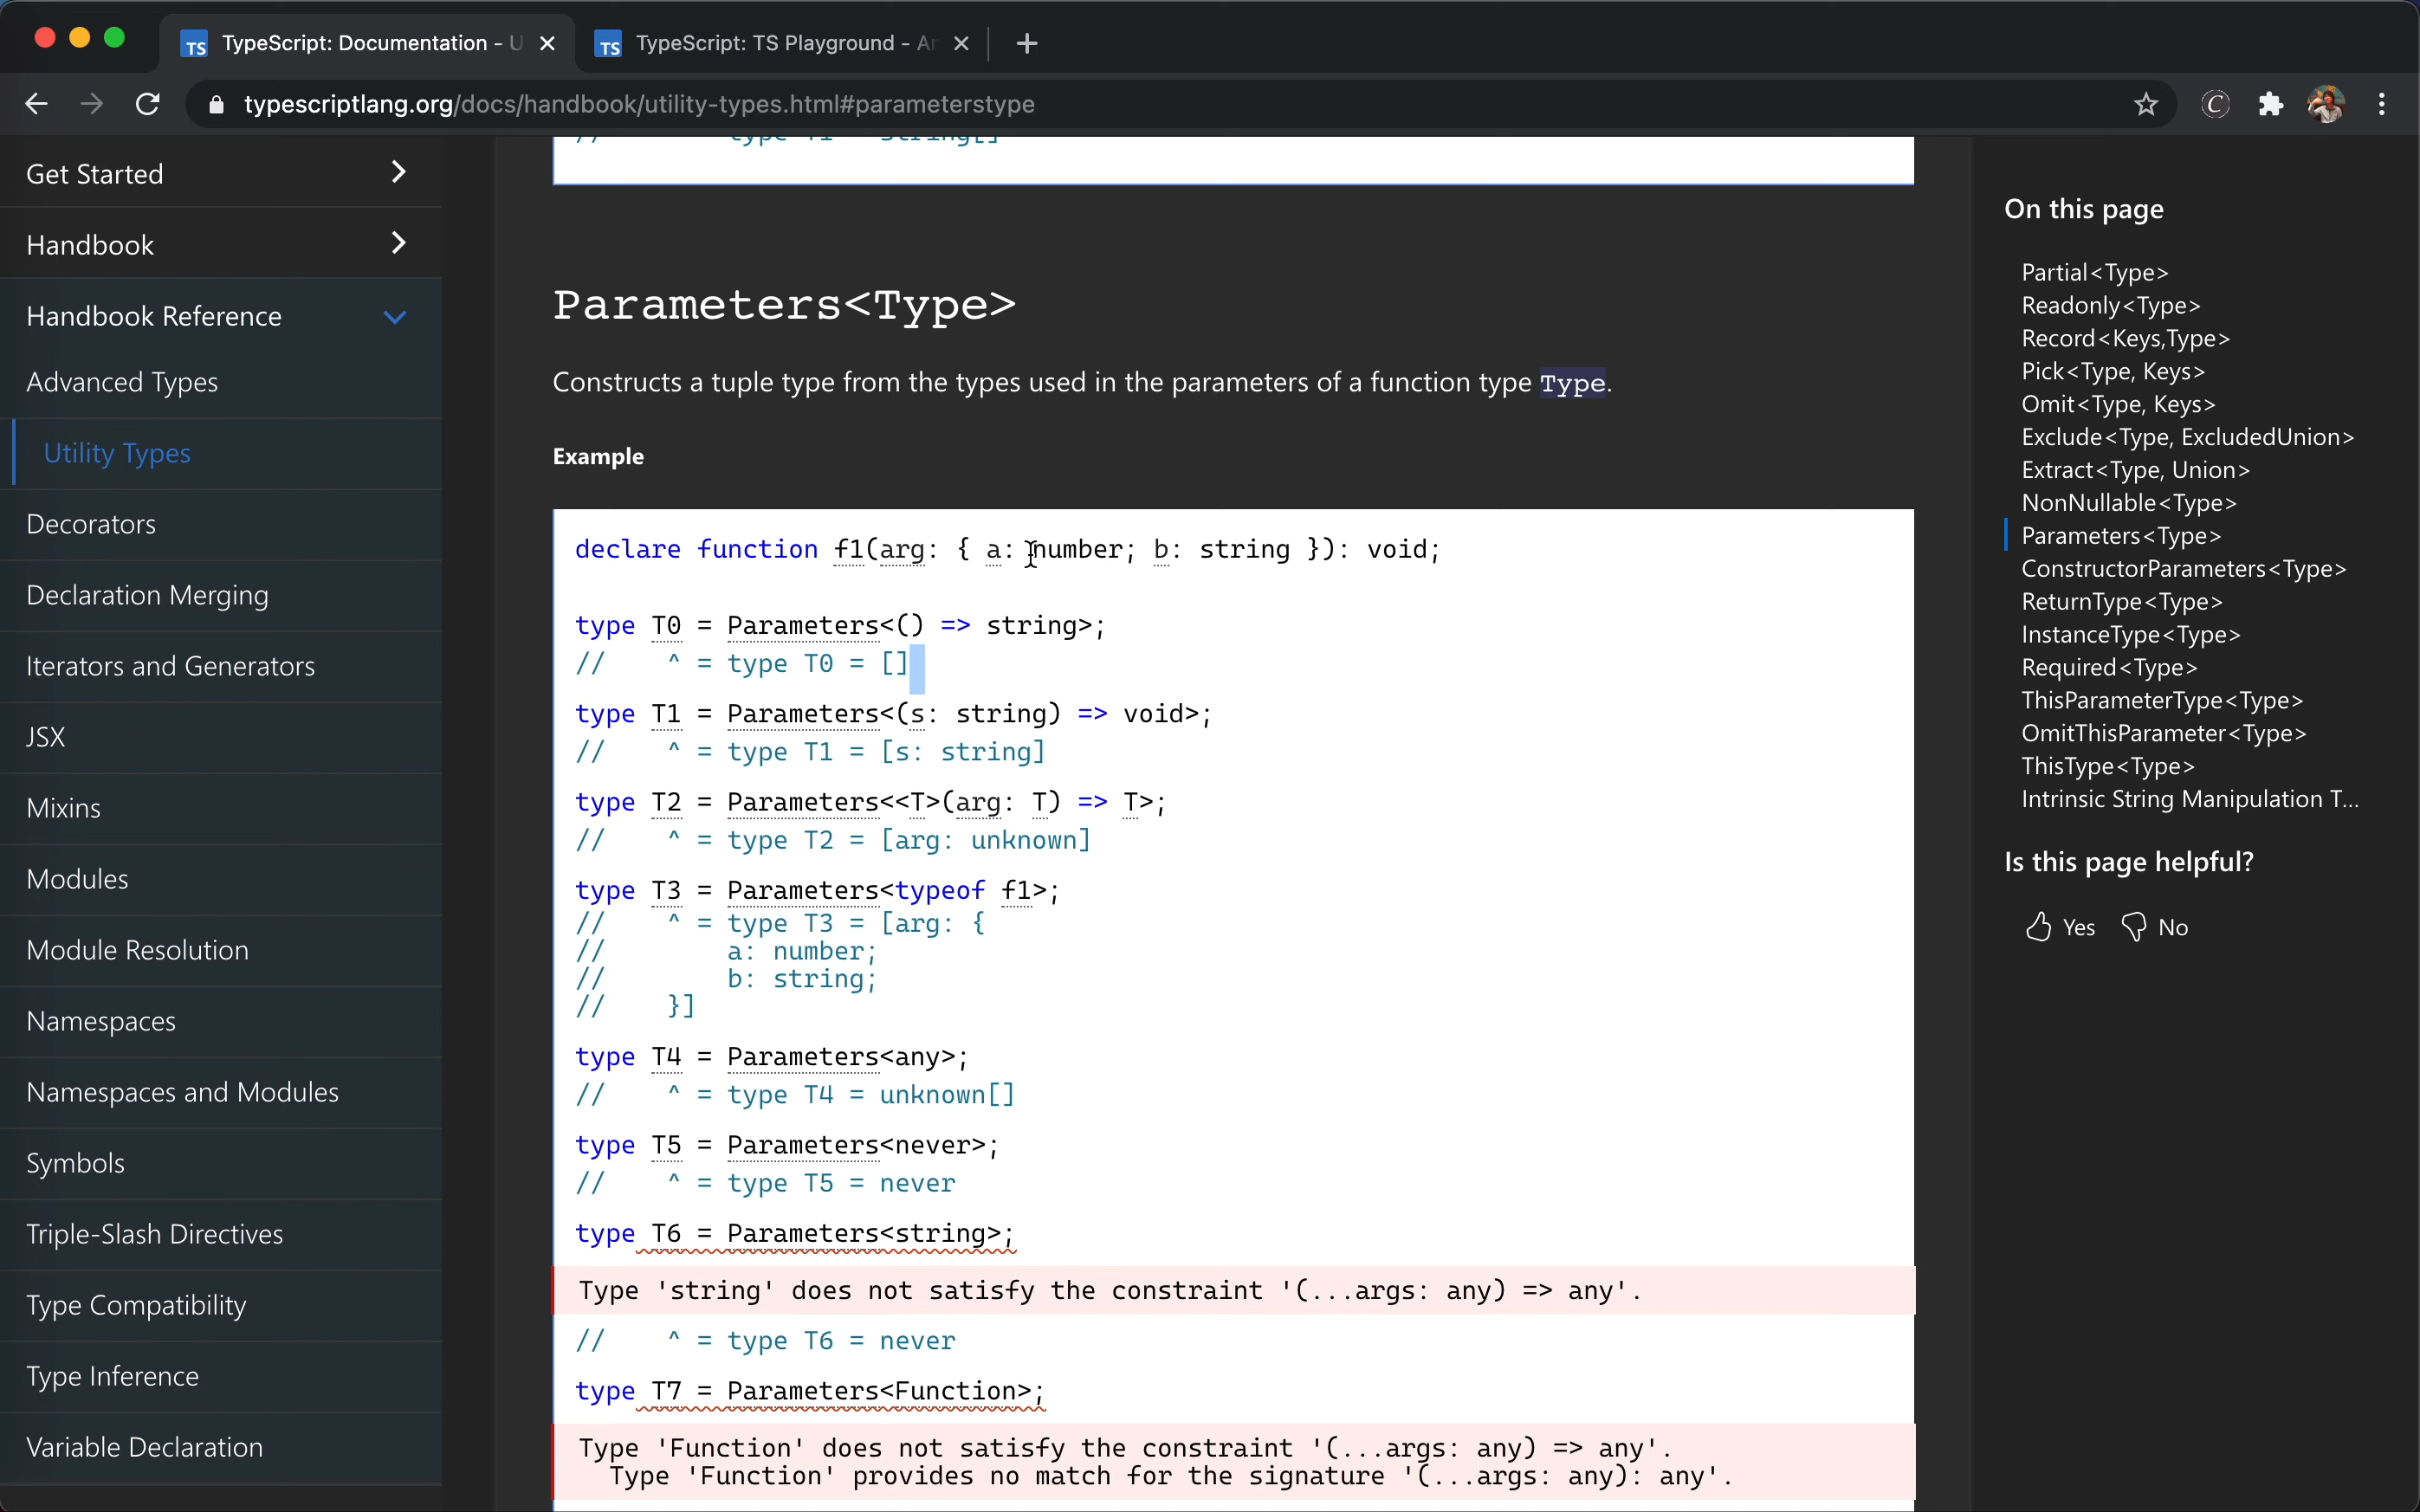 TypeScript: Documentation - U
TypeScript: TS Playground - An
typescriptlang.org/docs/handbook/utility-types.html#parameterstype
Get Started
Handbook
Handbook Reference
Advanced Types
Utility Types
Decorators
Declaration Merging
Iterators and Generators
JSX
Mixins
Modules
Module Resolution
Namespaces
Namespaces and Modules
Symbols
Triple-Slash Directives
Type Compatibility
Type Inference
Variable Declaration
// type T1 = string[]
Parameters<Type>
Constructs a tuple type from the types used in the parameters of a function type Type.
Example
declare function f1(arg: { a: number; b: string }): void;
type T0 = Parameters<() => string>;
//    ^ = type T0 = []
type T1 = Parameters<(s: string) => void>;
//    ^ = type T1 = [s: string]
type T2 = Parameters<<T>(arg: T) => T>;
//    ^ = type T2 = [arg: unknown]
type T3 = Parameters<typeof f1>;
//    ^ = type T3 = [arg: {
//        a: number;
//        b: string;
//    }]
type T4 = Parameters<any>;
//    ^ = type T4 = unknown[]
type T5 = Parameters<never>;
//    ^ = type T5 = never
type T6 = Parameters<string>;
Type 'string' does not satisfy the constraint '(...args: any) => any'.
//    ^ = type T6 = never
type T7 = Parameters<Function>;
Type 'Function' does not satisfy the constraint '(...args: any) => any'.
Type 'Function' provides no match for the signature '(...args: any): any'.
On this page
Partial<Type>
Readonly<Type>
Record<Keys,Type>
Pick<Type, Keys>
Omit<Type, Keys>
Exclude<Type, ExcludedUnion>
Extract<Type, Union>
NonNullable<Type>
Parameters<Type>
ConstructorParameters<Type>
ReturnType<Type>
InstanceType<Type>
Required<Type>
ThisParameterType<Type>
OmitThisParameter<Type>
ThisType<Type>
Intrinsic String Manipulation T...
Is this page helpful?
Yes No